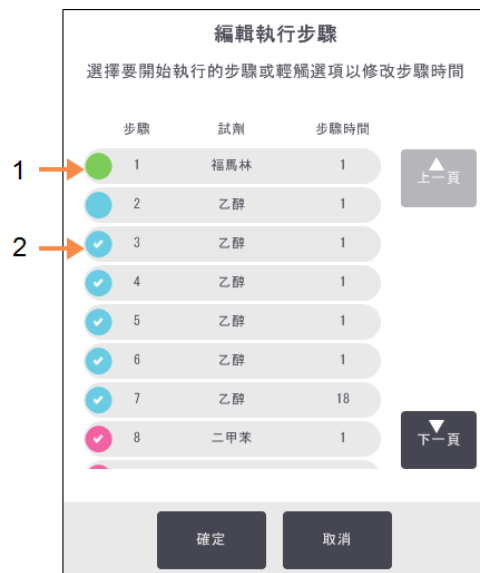 編輯執行步驟
選擇要開始執行的步驟或輕觸選項以修改步驟時間
步驟 試劑 步驟時間
1 1 福馬林 1 上一頁
2 乙醇 1
2 3 乙醇 1
4 乙醇 1
5 乙醇 1
6 乙醇 1
7 乙醇 18
8 二甲苯 1 下一頁
確定 取消